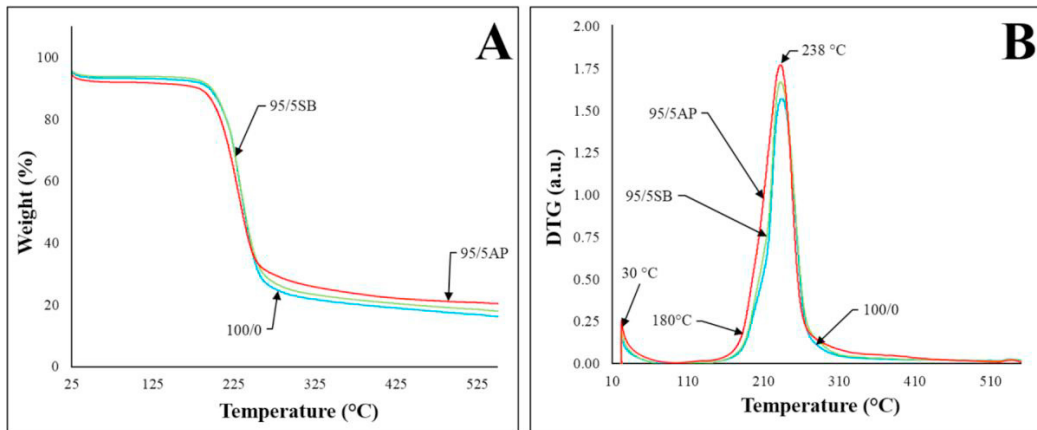 A
100
80
60
40
20
0
Weight (%)
95/5SB
95/5AP
100/0
25
125
225
325
425
525
Temperature (°C)
B
2.00
1.75
1.50
1.25
1.00
0.75
0.50
0.25
0.00
DTG (a.u.)
238 °C
95/5AP
95/5SB
30 °C
180°C
100/0
10
110
210
310
410
510
Temperature (°C)